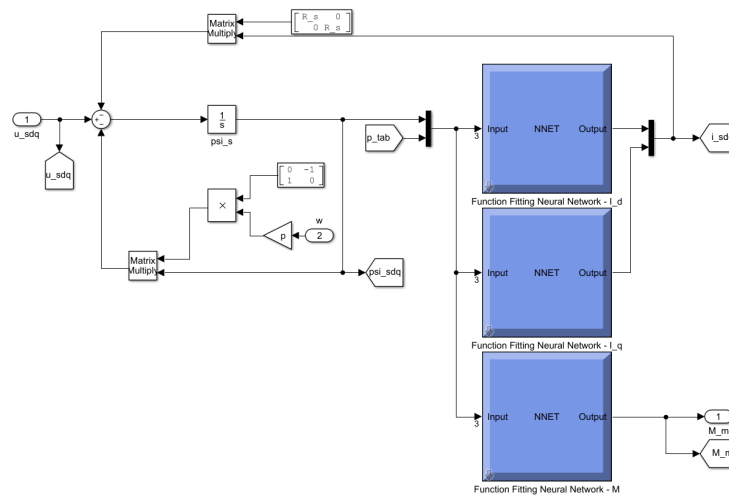 Matrix
Multiply
R_s 0
0 R_s
1
u_sdq
+
−
−
1
s
psi_s
u_sdq
p_tab
3
Input NNET Output
Function Fitting Neural Network - I_d
i_sd
0 -1
1 0
×
w
p
2
Matrix
Multiply
psi_sdq
3
Input NNET Output
Function Fitting Neural Network - I_q
3
Input NNET Output
Function Fitting Neural Network - M
1
M_m
M_m